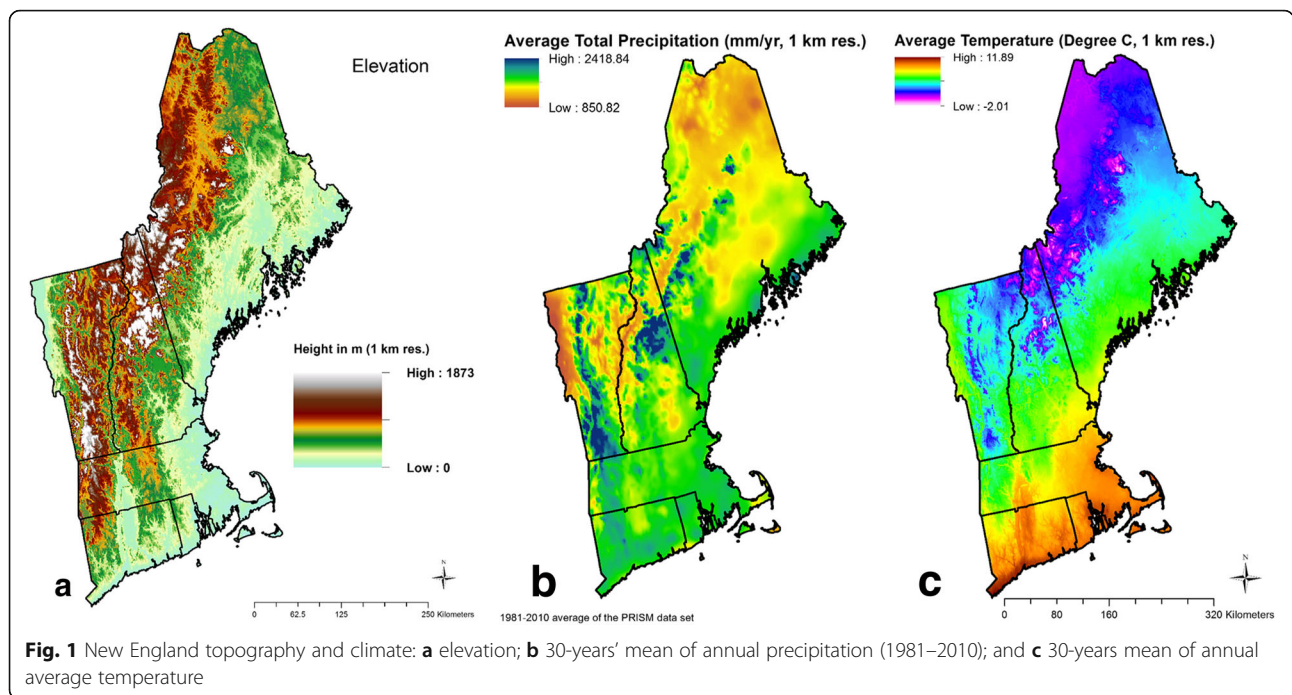 Elevation
Height in m (1 km res.)
High : 1873
Low : 0
a
N
0 62.5 125 250 Kilometers
Average Total Precipitation (mm/yr, 1 km res.)
High : 2418.84
Low : 850.82
b
1981-2010 average of the PRISM data set
Average Temperature (Degree C, 1 km res.)
High : 11.89
Low : -2.01
c
N
0 80 160 320 Kilometers
Fig. 1 New England topography and climate: a elevation; b 30-years' mean of annual precipitation (1981–2010); and c 30-years mean of annual
average temperature